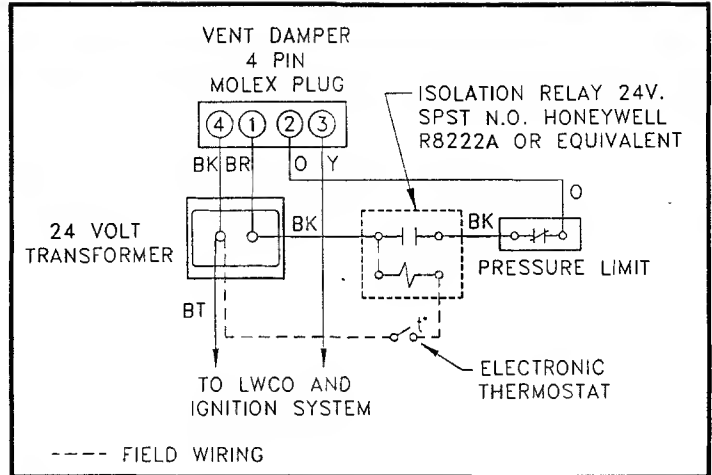 VENT DAMPER
4 PIN
MOLEX PLUG
4 1 2 3
BK BR O Y
ISOLATION RELAY 24V.
SPST N.O. HONEYWELL
R8222A OR EQUIVALENT
O
24 VOLT
TRANSFORMER
BK
BK
PRESSURE LIMIT
BT
t°
ELECTRONIC
THERMOSTAT
TO LWCO AND
IGNITION SYSTEM
---- FIELD WIRING